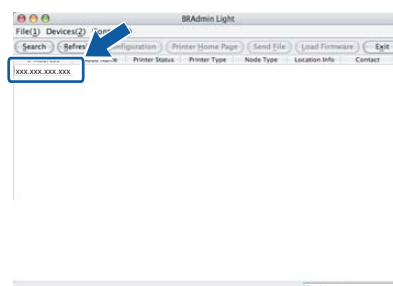 BRAdmin Light
File(1) Devices(2)
Search Refres Printer Home Page Send File Load Firmware Exit
Printer Status Printer Type Node Type Location Info Contact
xxx.xxx.xxx.xxx